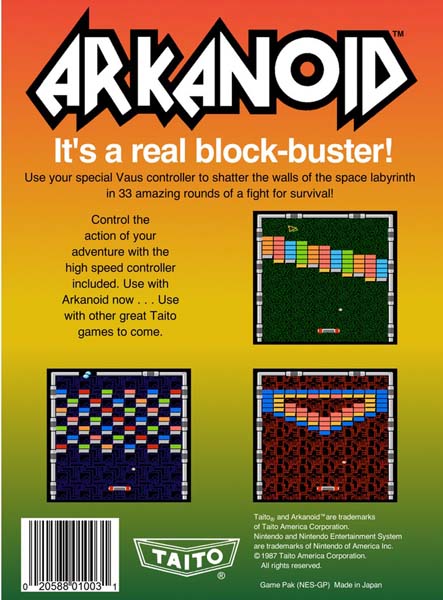 ARKANOID™
It's a real block-buster!
Use your special Vaus controller to shatter the walls of the space labyrinth
in 33 amazing rounds of a fight for survival!
Control the
action of your
adventure with the
high speed controller
included. Use with
Arkanoid now . . . Use
with other great Taito
games to come.
Taito® and Arkanoid™ are trademarks
of Taito America Corporation.
Nintendo and Nintendo Entertainment System
are trademarks of Nintendo of America Inc.
© 1987 Taito America Corporation.
All rights reserved.
TAITO®
0 20588 01003 1
Game Pak (NES-GP) Made in Japan